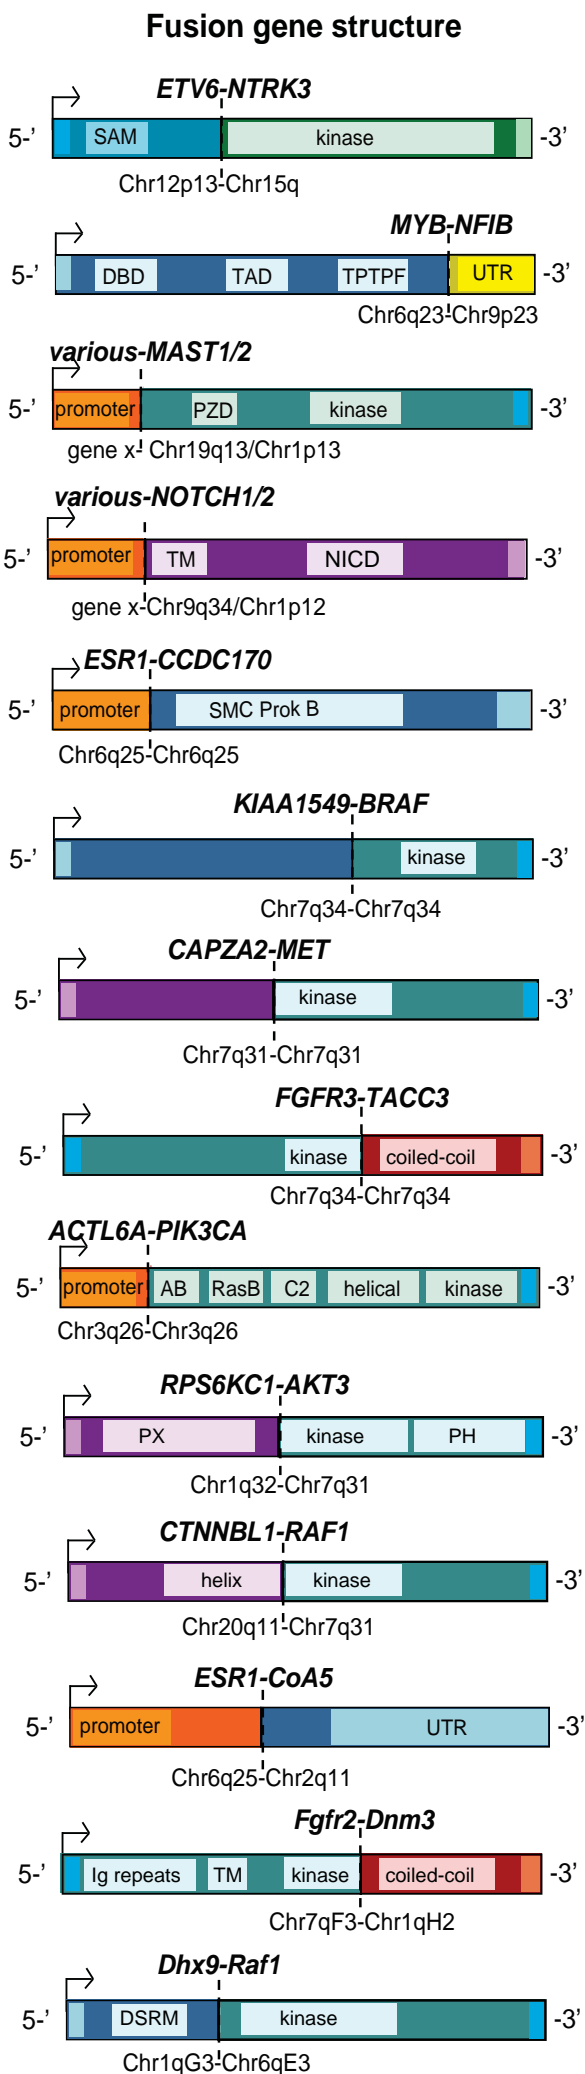 Fusion gene structure
ETV6-NTRK3
5-’ SAM kinase -3’
Chr12p13-Chr15q
MYB-NFIB
5-’ DBD TAD TPTPF UTR -3’
Chr6q23-Chr9p23
various-MAST1/2
5-’ promoter PZD kinase -3’
gene x- Chr19q13/Chr1p13
various-NOTCH1/2
5-’ promoter TM NICD -3’
gene x-Chr9q34/Chr1p12
ESR1-CCDC170
5-’ promoter SMC Prok B -3’
Chr6q25-Chr6q25
KIAA1549-BRAF
5-’ kinase -3’
Chr7q34-Chr7q34
CAPZA2-MET
5-’ kinase -3’
Chr7q31-Chr7q31
FGFR3-TACC3
5-’ kinase coiled-coil -3’
Chr7q34-Chr7q34
ACTL6A-PIK3CA
5-’ promoter AB RasB C2 helical kinase -3’
Chr3q26-Chr3q26
RPS6KC1-AKT3
5-’ PX kinase PH -3’
Chr1q32-Chr7q31
CTNNBL1-RAF1
5-’ helix kinase -3’
Chr20q11-Chr7q31
ESR1-CoA5
5-’ promoter UTR -3’
Chr6q25-Chr2q11
Fgfr2-Dnm3
5-’ Ig repeats TM kinase coiled-coil -3’
Chr7qF3-Chr1qH2
Dhx9-Raf1
5-’ DSRM kinase -3’
Chr1qG3-Chr6qE3